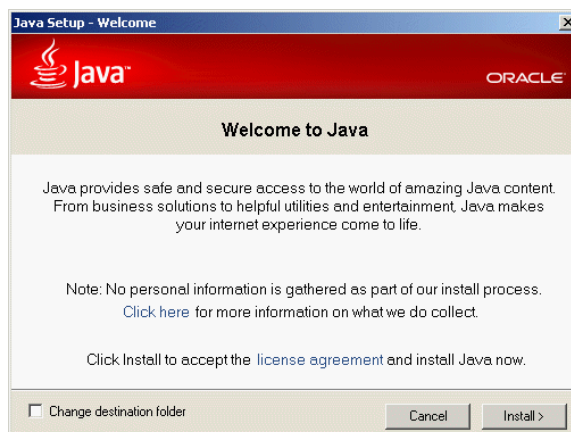 Java Setup - Welcome
Java™
ORACLE
Welcome to Java
Java provides safe and secure access to the world of amazing Java content.
From business solutions to helpful utilities and entertainment, Java makes
your internet experience come to life.
Note: No personal information is gathered as part of our install process.
Click here for more information on what we do collect.
Click Install to accept the license agreement and install Java now.
Change destination folder
Cancel
Install >